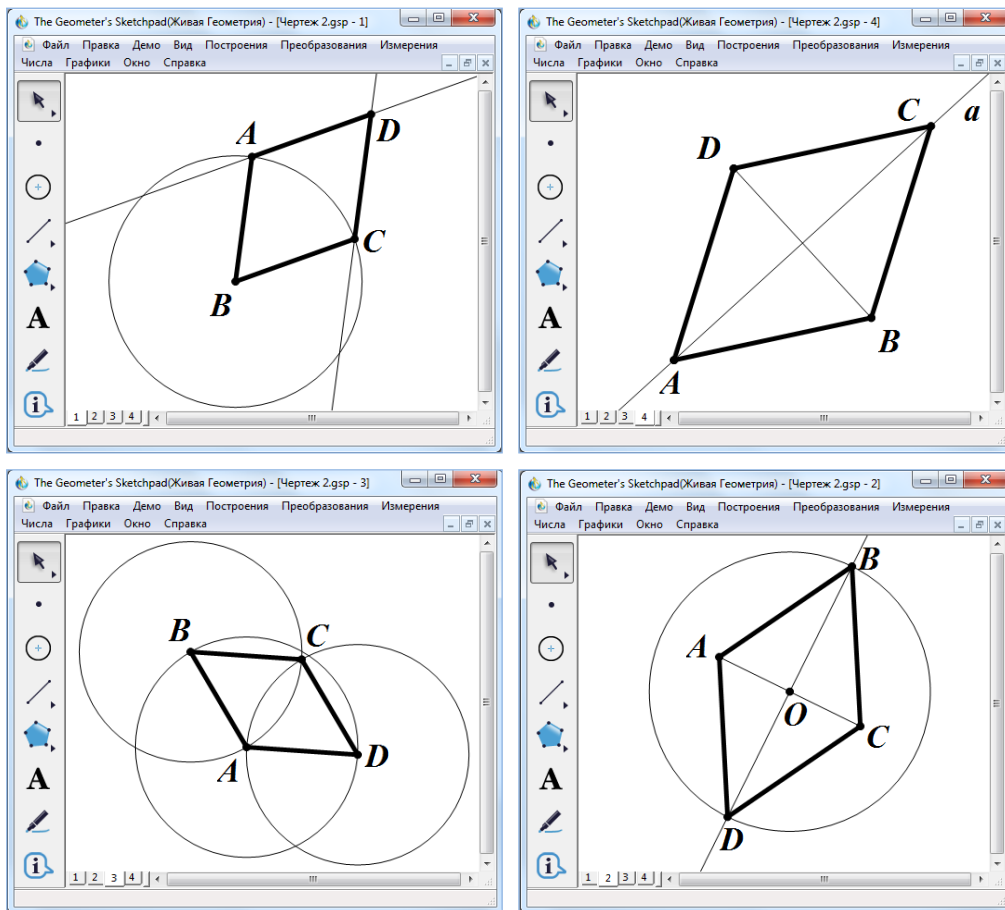 The Geometer's Sketchpad(Живая Геометрия) - [Чертеж 2.gsp - 1]
Файл Правка Демо Вид Построения Преобразования Измерения
Числа Графики Окно Справка
A
D
C
B
A
i
1 2 3 4
The Geometer's Sketchpad(Живая Геометрия) - [Чертеж 2.gsp - 4]
Файл Правка Демо Вид Построения Преобразования Измерения
Числа Графики Окно Справка
C a
D
B
A
A
i
1 2 3 4
The Geometer's Sketchpad(Живая Геометрия) - [Чертеж 2.gsp - 3]
Файл Правка Демо Вид Построения Преобразования Измерения
Числа Графики Окно Справка
B C
A D
A
i
1 2 3 4
The Geometer's Sketchpad(Живая Геометрия) - [Чертеж 2.gsp - 2]
Файл Правка Демо Вид Построения Преобразования Измерения
Числа Графики Окно Справка
B
A
O
C
D
A
i
1 2 3 4